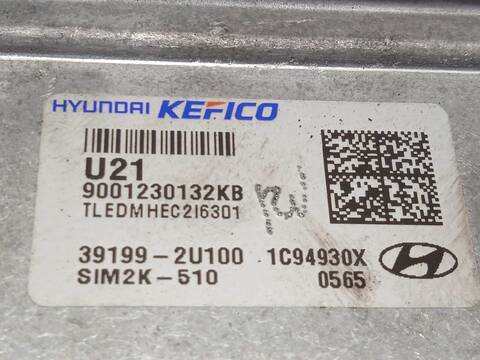 HYUNDAI KEFICO
U21
9001230132KB
TLEDMHEC2I6301
39199-2U100 1C94930X
SIM2K-510 0565